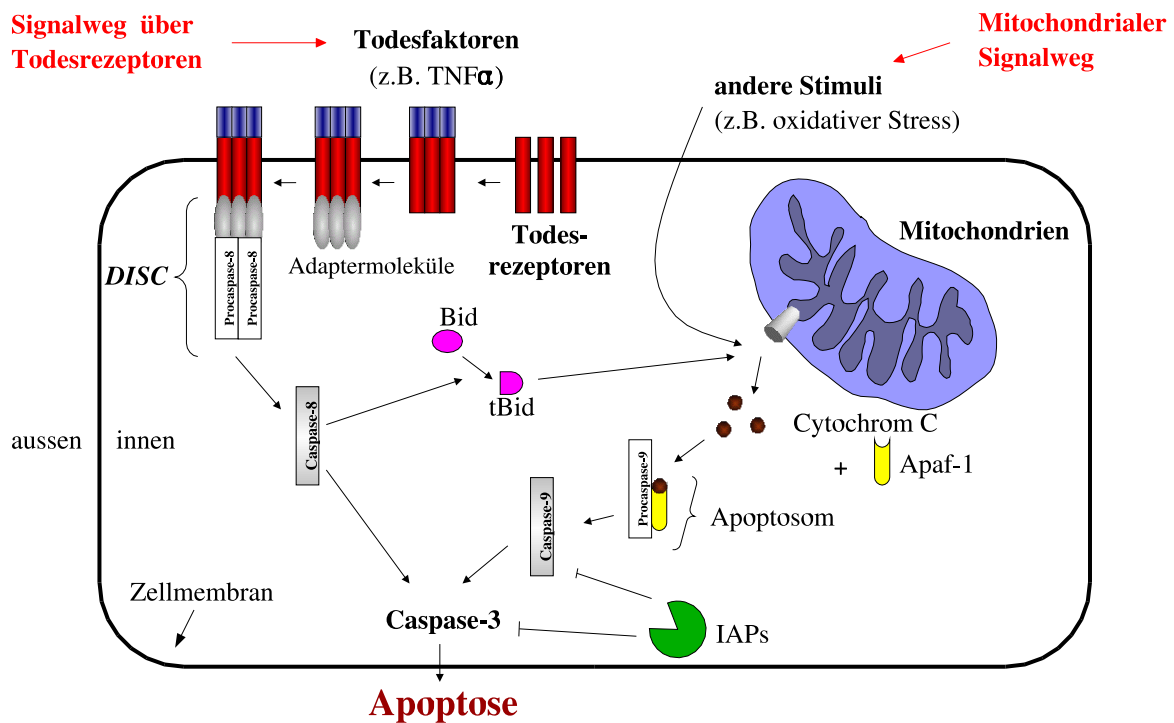 Signalweg über
Todesrezeptoren
Todesfaktoren
(z.B. TNFα)
Mitochondrialer
Signalweg
andere Stimuli
(z.B. oxidativer Stress)
Mitochondrien
Todes-
rezeptoren
Adaptermoleküle
DISC
Procaspase-8
Procaspase-8
Bid
tBid
Caspase-8
aussen
innen
Cytochrom C
+
Apaf-1
Procaspase-9
Apoptosom
Caspase-9
Zellmembran
Caspase-3
IAPs
Apoptose